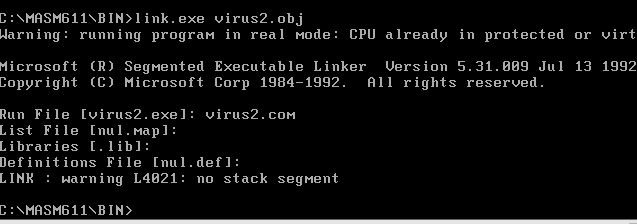 C:\MASM611\BIN>link.exe virus2.obj
Warning: running program in real mode: CPU already in protected or virt
Microsoft (R) Segmented Executable Linker  Version 5.31.009 Jul 13 1992
Copyright (C) Microsoft Corp 1984-1992.  All rights reserved.
Run File [virus2.exe]: virus2.com
List File [nul.map]:
Libraries [.lib]:
Definitions File [nul.def]:
LINK : warning L4021: no stack segment
C:\MASM611\BIN>